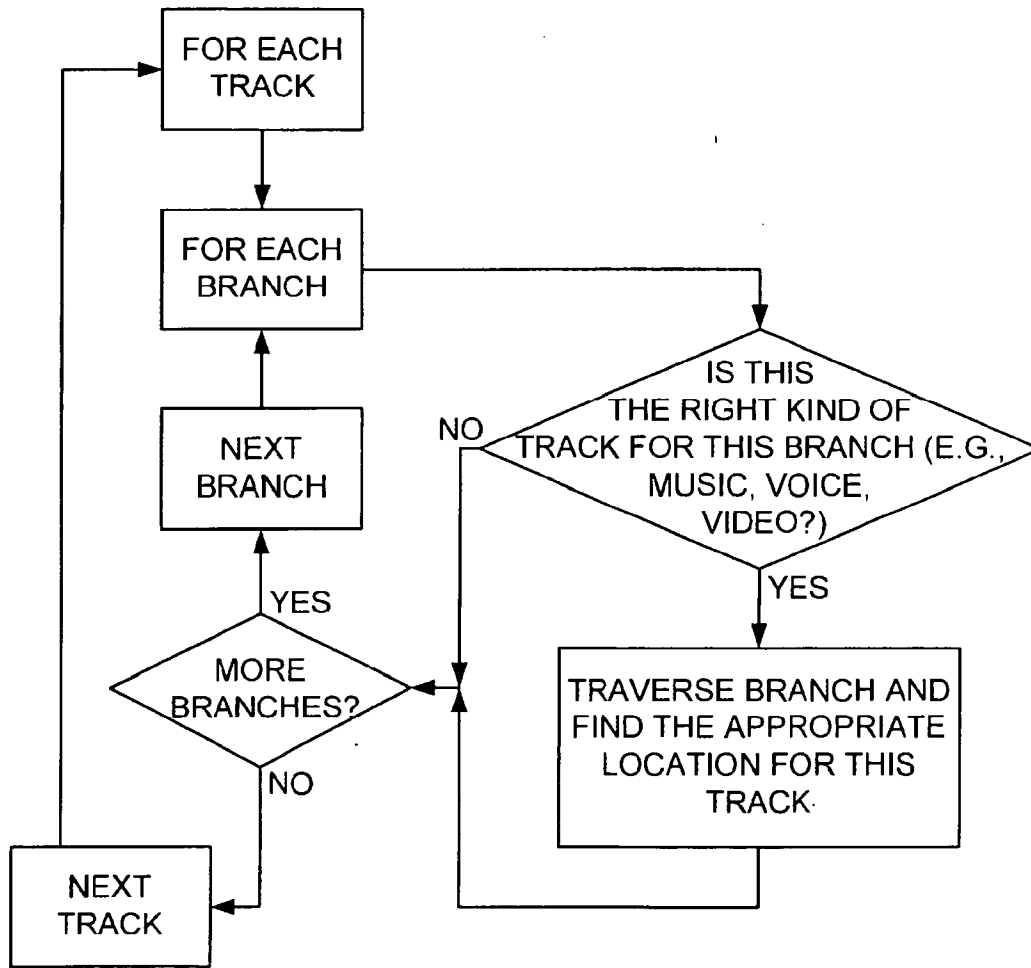 FOR EACH
TRACK
FOR EACH
BRANCH
IS THIS
THE RIGHT KIND OF
TRACK FOR THIS BRANCH (E.G.,
MUSIC, VOICE,
VIDEO?)
NO
YES
NEXT
BRANCH
YES
MORE
BRANCHES?
NO
TRAVERSE BRANCH AND
FIND THE APPROPRIATE
LOCATION FOR THIS
TRACK
NEXT
TRACK